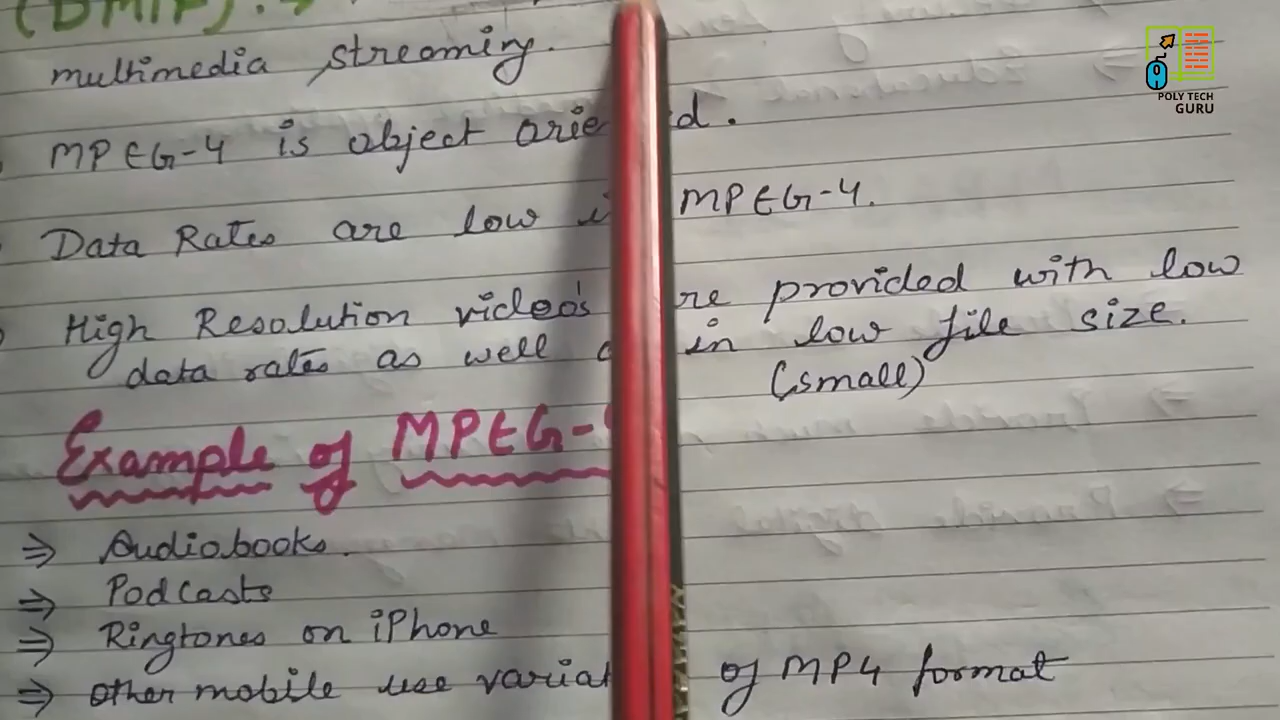 (DMIF). →
multimedia streaming.
MPEG-4 is object orie d.
Data Rates are low i MPEG-4.
High Resolution video's re provided with low
data rates as well in low file size.
(small)
Example of MPEG-
⇒ Audiobooks.
⇒ Podcasts
⇒ Ringtones on iPhone
⇒ other mobile use variat of MP4 format
POLY TECH
GURU